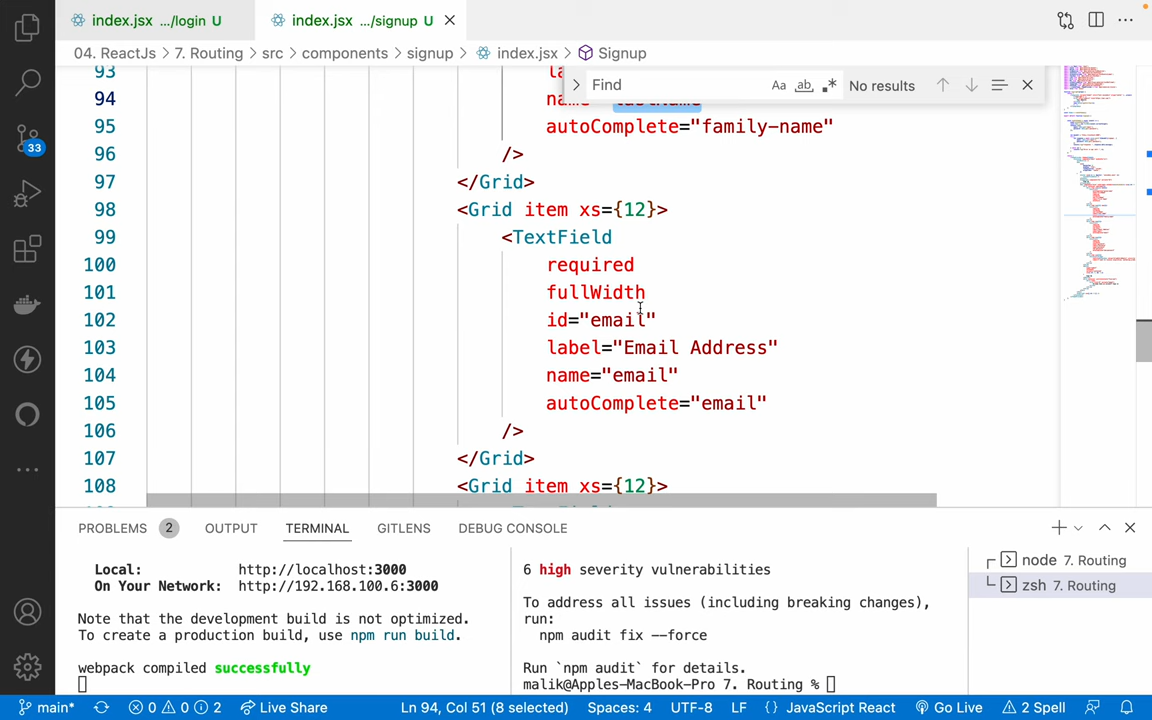 index.jsx .../login U
index.jsx .../signup U
04. ReactJs > 7. Routing > src > components > signup > index.jsx > Signup
Find
Aa
ab
No results
93
94 name="lastName"
95 autoComplete="family-name"
96 />
97 </Grid>
98 <Grid item xs={12}>
99 <TextField
100 required
101 fullWidth
102 id="email"
103 label="Email Address"
104 name="email"
105 autoComplete="email"
106 />
107 </Grid>
108 <Grid item xs={12}>
33
PROBLEMS 2 OUTPUT TERMINAL GITLENS DEBUG CONSOLE
Local: http://localhost:3000
On Your Network: http://192.168.100.6:3000
Note that the development build is not optimized.
To create a production build, use npm run build.
webpack compiled successfully
6 high severity vulnerabilities
To address all issues (including breaking changes),
run:
npm audit fix --force
Run `npm audit` for details.
malik@Apples-MacBook-Pro 7. Routing %
node 7. Routing
zsh 7. Routing
main* 0 0 2 Live Share Ln 94, Col 51 (8 selected) Spaces: 4 UTF-8 LF {} JavaScript React Go Live 2 Spell